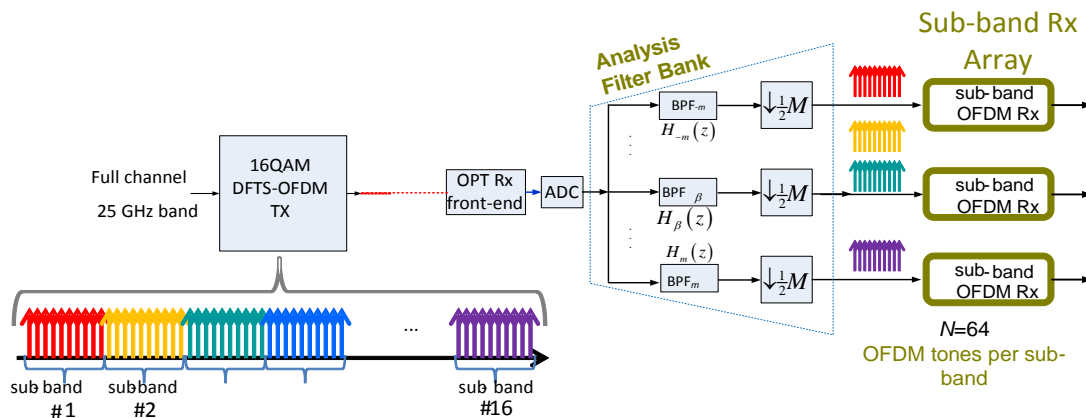 Sub-band Rx
Array
Analysis
Filter Bank
Full channel
25 GHz band
16QAM
DFTS-OFDM
TX
OPT Rx
front-end
ADC
BPF-m
H-m(z)
↓½M
sub-band
OFDM Rx
BPF β
Hβ(z)
↓½M
sub-band
OFDM Rx
Hm(z)
BPFm
↓½M
sub-band
OFDM Rx
N=64
OFDM tones per sub-
band
...
sub-band
#1
sub-band
#2
sub-band
#16